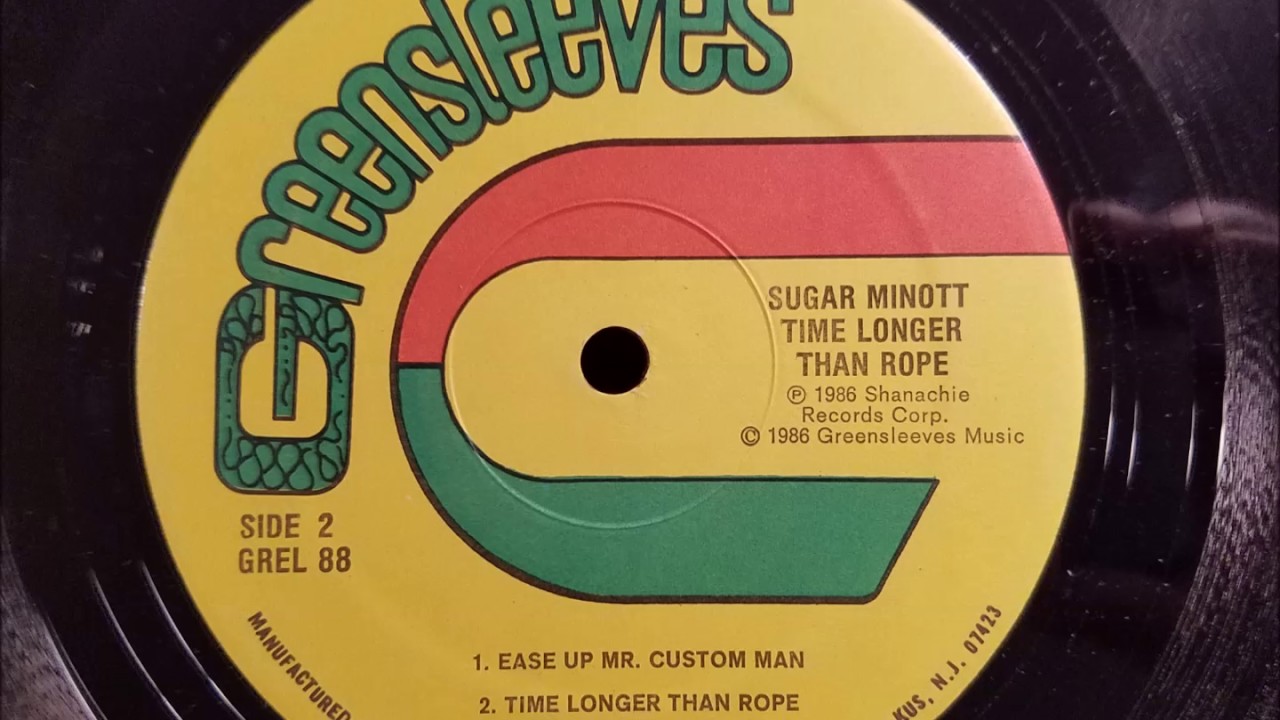 Greensleeves
SUGAR MINOTT
TIME LONGER
THAN ROPE
℗ 1986 Shanachie
Records Corp.
© 1986 Greensleeves Music
SIDE 2
GREL 88
1. EASE UP MR. CUSTOM MAN
2. TIME LONGER THAN ROPE
MANUFACTURED
KUS, N.J. 07423